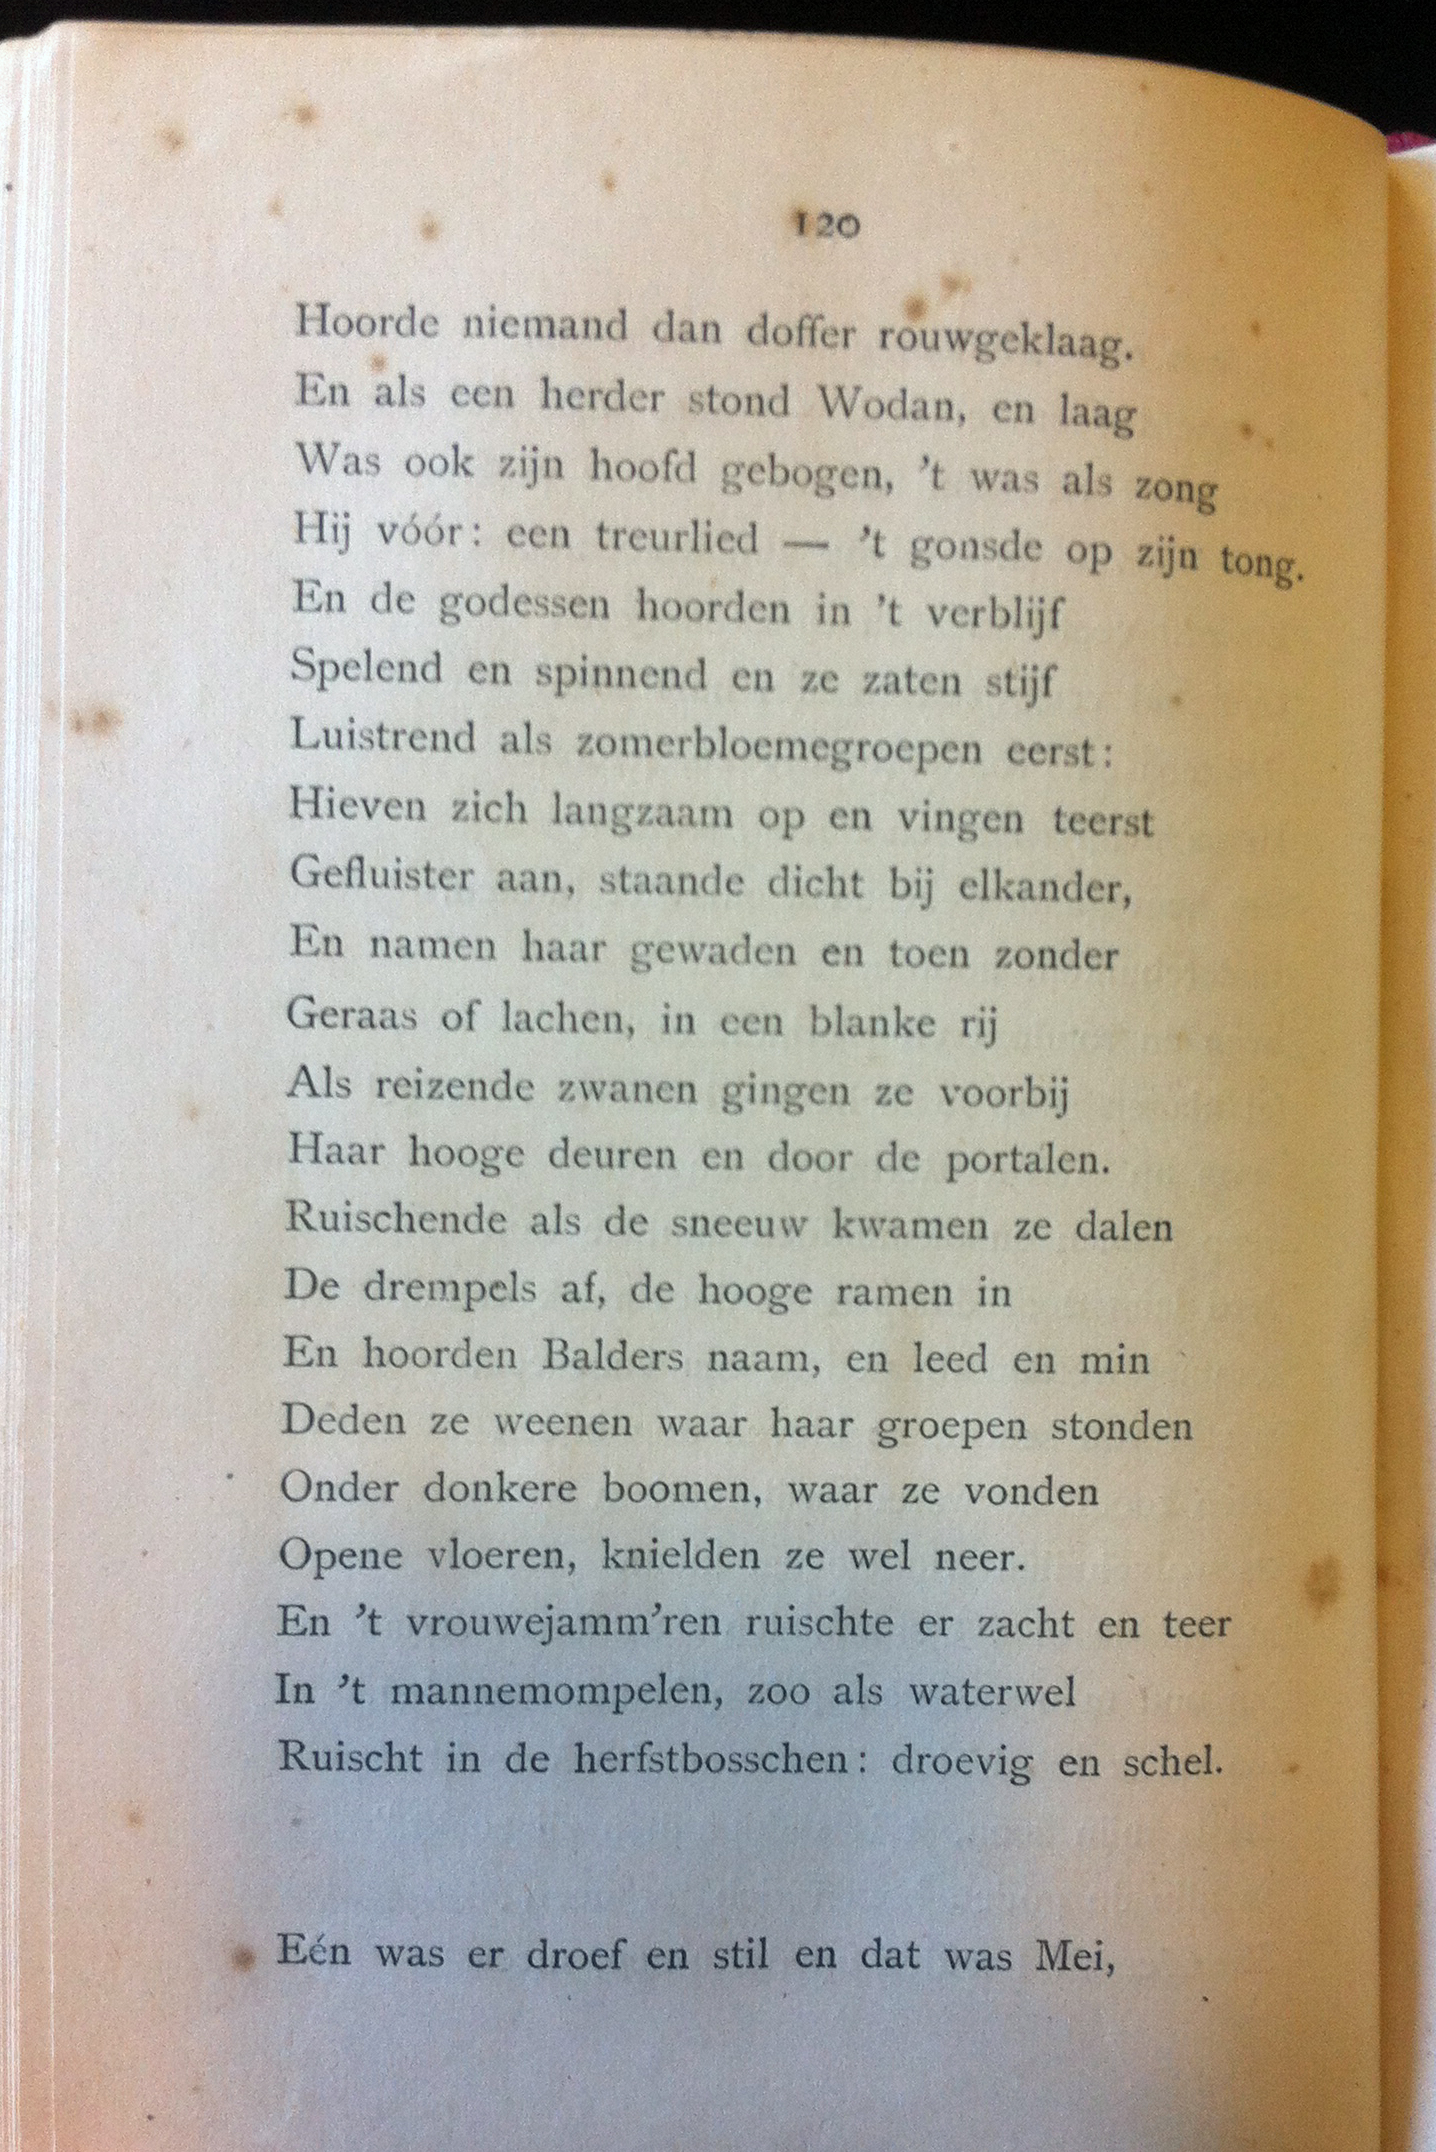 120
Hoorde niemand dan doffer rouwgeklaag.
En als een herder stond Wodan, en laag
Was ook zijn hoofd gebogen, ’t was als zong
Hij vóór: een treurlied — ’t gonsde op zijn tong.
En de godessen hoorden in ’t verblijf
Spelend en spinnend en ze zaten stijf
Luistrend als zomerbloemegroepen eerst:
Hieven zich langzaam op en vingen teerst
Gefluister aan, staande dicht bij elkander,
En namen haar gewaden en toen zonder
Geraas of lachen, in een blanke rij
Als reizende zwanen gingen ze voorbij
Haar hooge deuren en door de portalen.
Ruischende als de sneeuw kwamen ze dalen
De drempels af, de hooge ramen in
En hoorden Balders naam, en leed en min
Deden ze weenen waar haar groepen stonden
Onder donkere boomen, waar ze vonden
Opene vloeren, knielden ze wel neer.
En ’t vrouwejamm’ren ruischte er zacht en teer
In ’t mannemompelen, zoo als waterwel
Ruischt in de herfstbosschen: droevig en schel.
Eén was er droef en stil en dat was Mei,